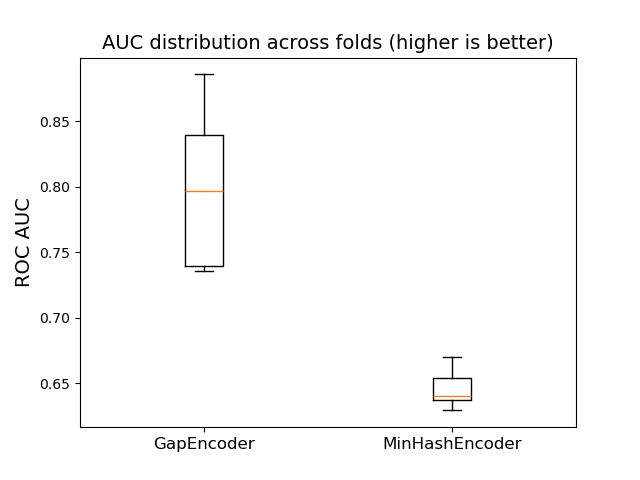 AUC distribution across folds (higher is better)
ROC AUC
0.85
0.80
0.75
0.70
0.65
GapEncoder
MinHashEncoder